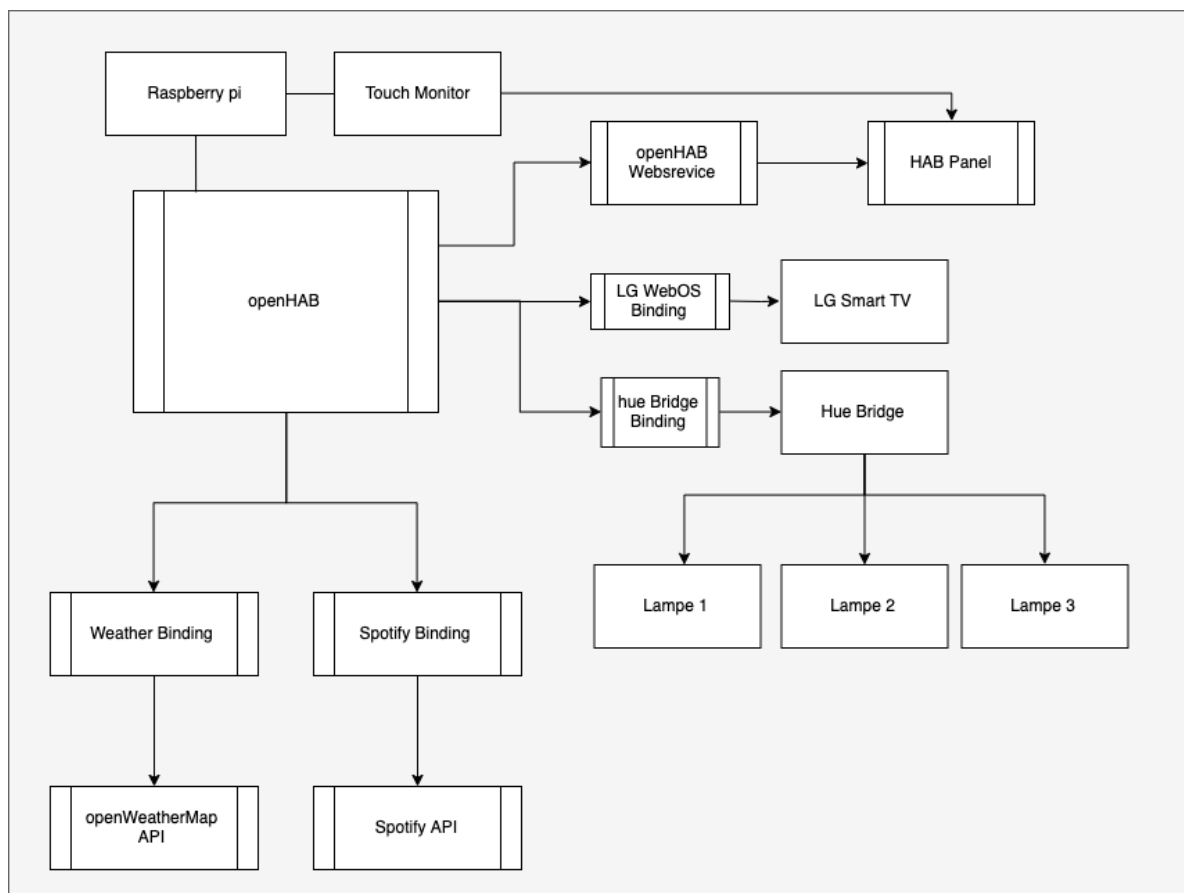 Raspberry pi
Touch Monitor
openHAB
Websrevice
HAB Panel
openHAB
LG WebOS
Binding
LG Smart TV
hue Bridge
Binding
Hue Bridge
Lampe 1
Lampe 2
Lampe 3
Weather Binding
Spotify Binding
openWeatherMap
API
Spotify API